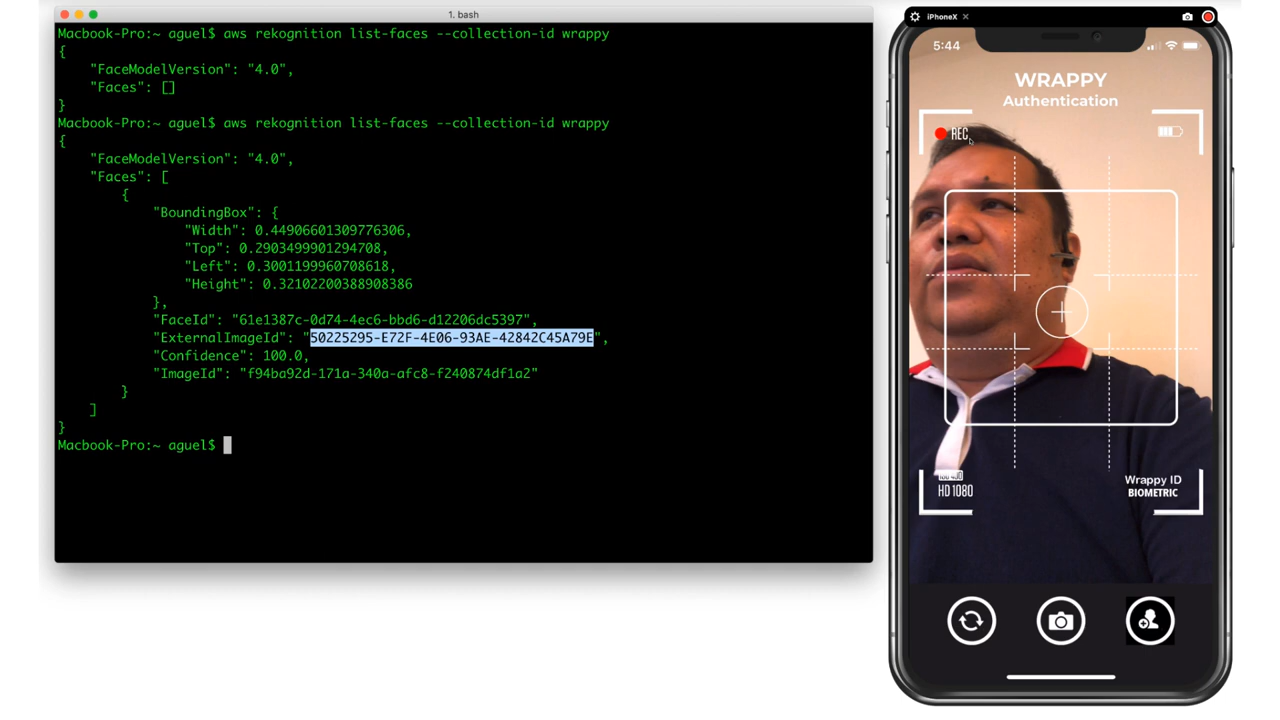 1. bash
Macbook-Pro:~ aguel$ aws rekognition list-faces --collection-id wrappy
{
"FaceModelVersion": "4.0",
"Faces": []
}
Macbook-Pro:~ aguel$ aws rekognition list-faces --collection-id wrappy
{
"FaceModelVersion": "4.0",
"Faces": [
{
"BoundingBox": {
"Width": 0.44906601309776306,
"Top": 0.2903499901294708,
"Left": 0.3001199960708618,
"Height": 0.32102200388908386
},
"FaceId": "61e1387c-0d74-4ec6-bbd6-d12206dc5397",
"ExternalImageId": "50225295-E72F-4E06-93AE-42842C45A79E",
"Confidence": 100.0,
"ImageId": "f94ba92d-171a-340a-afc8-f240874df1a2"
}
]
}
Macbook-Pro:~ aguel$
iPhoneX
5:44
WRAPPY
Authentication
REC
HD 1080
Wrappy ID
BIOMETRIC